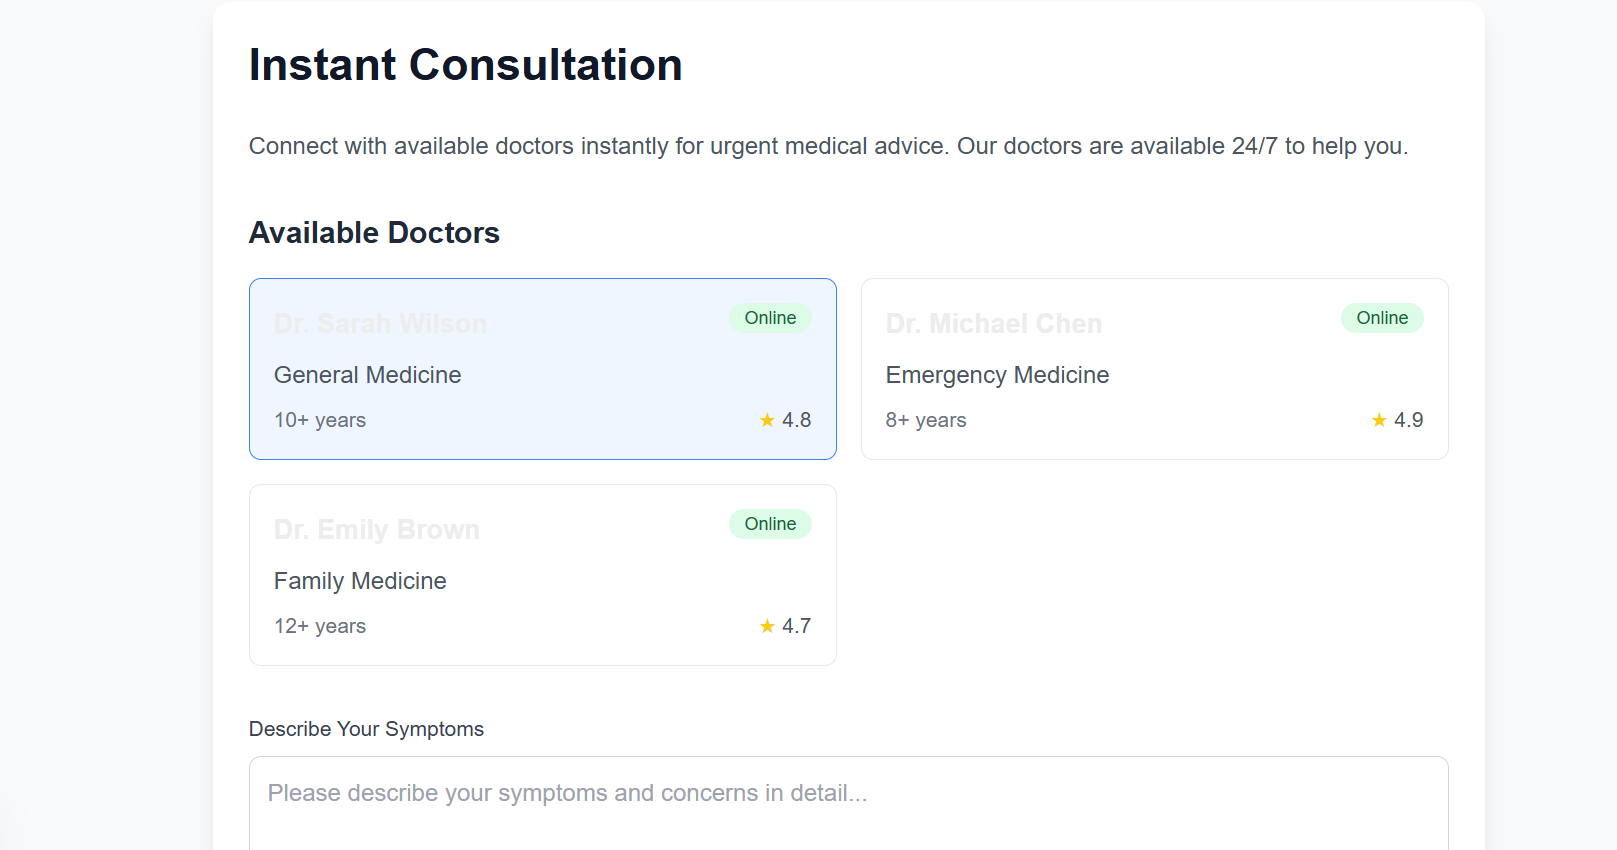 Instant Consultation
Connect with available doctors instantly for urgent medical advice. Our doctors are available 24/7 to help you.
Available Doctors
Dr. Sarah Wilson
Online
General Medicine
10+ years
★ 4.8
Dr. Michael Chen
Online
Emergency Medicine
8+ years
★ 4.9
Dr. Emily Brown
Online
Family Medicine
12+ years
★ 4.7
Describe Your Symptoms
Please describe your symptoms and concerns in detail...